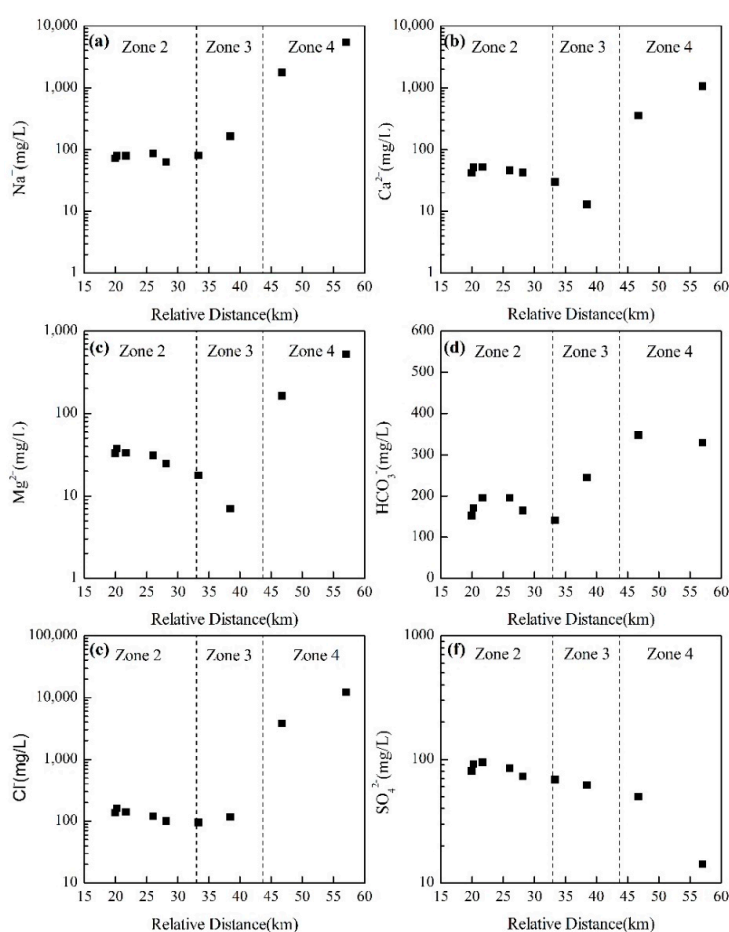 (a) Zone 2 Zone 3 Zone 4
10,000
1,000
100
10
1
Na⁻(mg/L)
15 20 25 30 35 40 45 50 55 60
Relative Distance(km)
(b) Zone 2 Zone 3 Zone 4
10,000
1,000
100
10
1
Ca²⁻(mg/L)
15 20 25 30 35 40 45 50 55 60
Relative Distance(km)
(c) Zone 2 Zone 3 Zone 4
1,000
100
10
1
Mg²⁻(mg/L)
15 20 25 30 35 40 45 50 55 60
Relative Distance(km)
(d) Zone 2 Zone 3 Zone 4
600
500
400
300
200
100
0
HCO₃⁻(mg/L)
15 20 25 30 35 40 45 50 55 60
Relative Distance(km)
(e) Zone 2 Zone 3 Zone 4
100,000
10,000
1,000
100
10
Cl⁻(mg/L)
15 20 25 30 35 40 45 50 55 60
Relative Distance(km)
(f) Zone 2 Zone 3 Zone 4
1000
100
10
SO₄²⁻(mg/L)
15 20 25 30 35 40 45 50 55 60
Relative Distance(km)